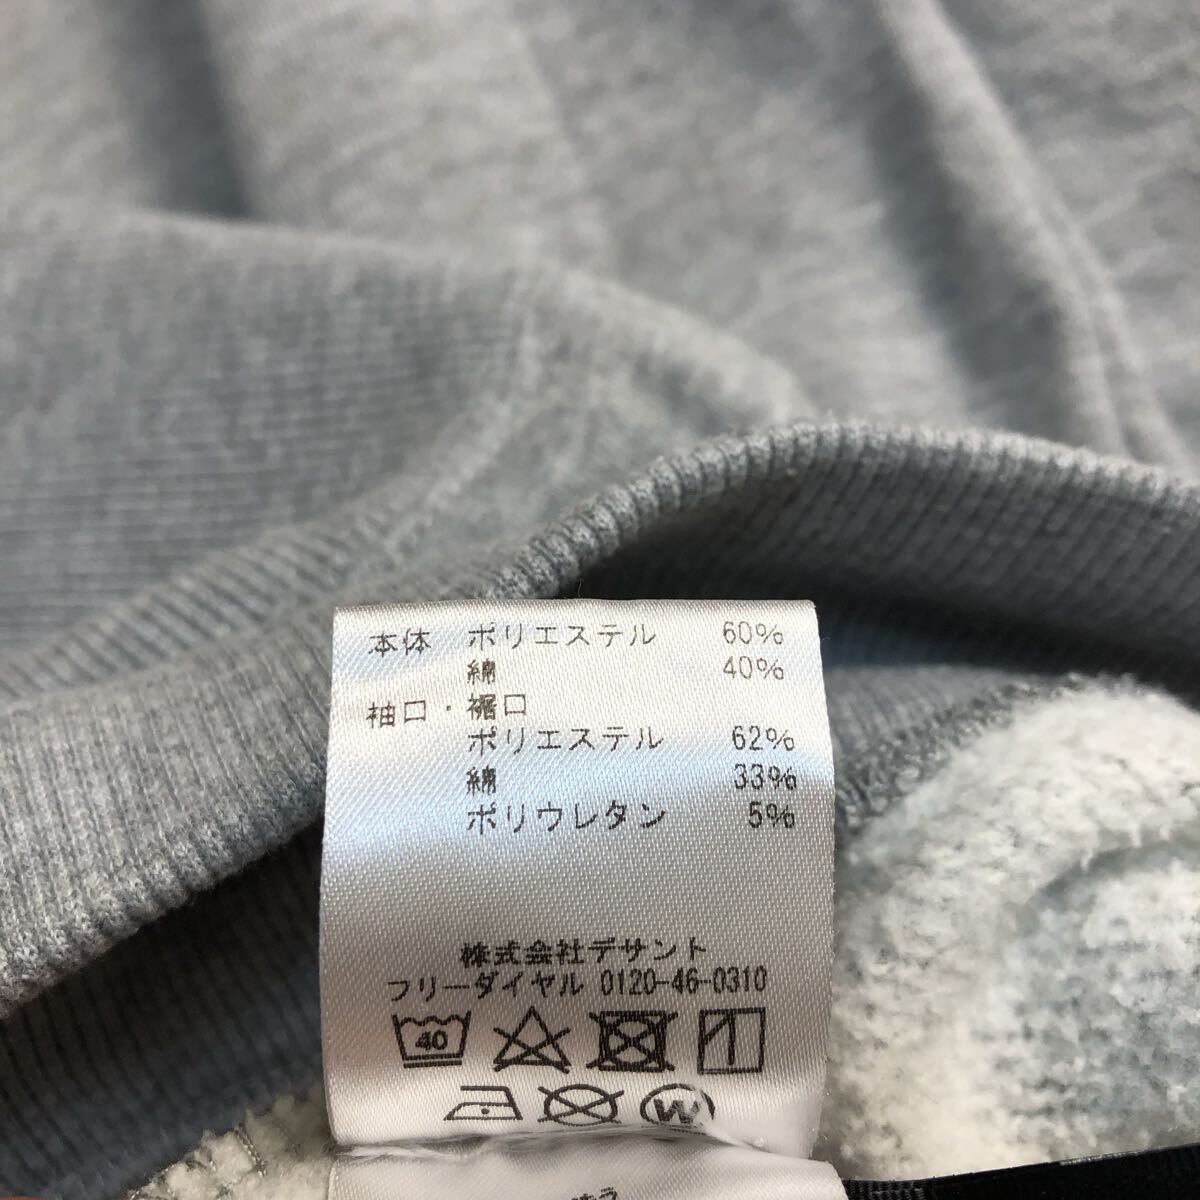 本体 ポリエステル 60%
綿 40%
袖口・裾口
ポリエステル 62%
綿 33%
ポリウレタン 5%
株式会社デサント
フリーダイヤル 0120-46-0310
40
W